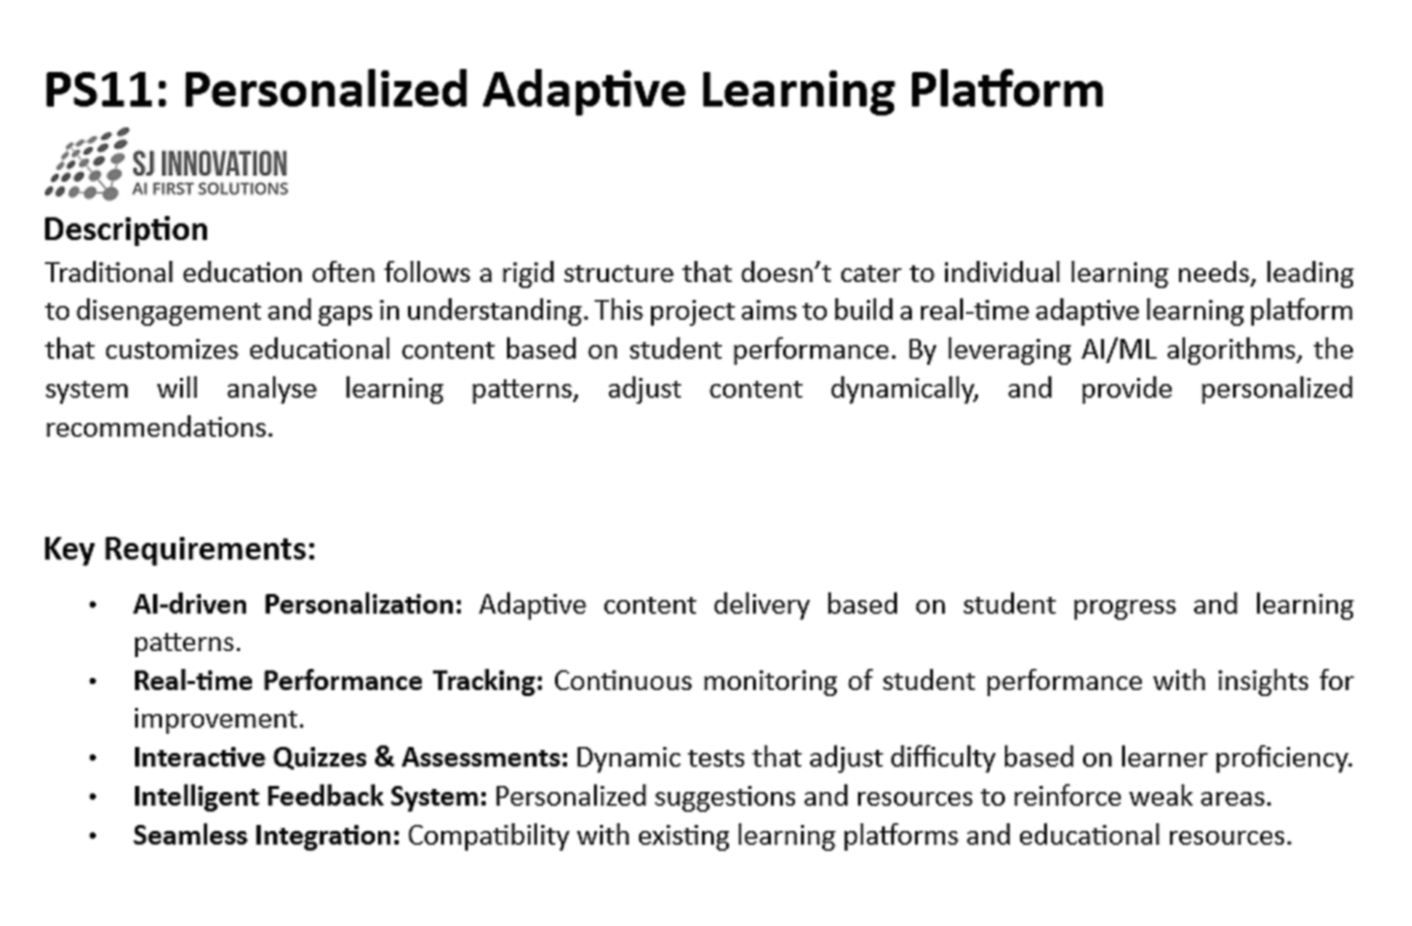 PS11: Personalized Adaptive Learning Platform
SJ INNOVATION
AI FIRST SOLUTIONS
Description
Traditional education often follows a rigid structure that doesn’t cater to individual learning needs, leading
to disengagement and gaps in understanding. This project aims to build a real-time adaptive learning platform
that customizes educational content based on student performance. By leveraging AI/ML algorithms, the
system will analyse learning patterns, adjust content dynamically, and provide personalized
recommendations.
Key Requirements:
• AI-driven Personalization: Adaptive content delivery based on student progress and learning
patterns.
• Real-time Performance Tracking: Continuous monitoring of student performance with insights for
improvement.
• Interactive Quizzes & Assessments: Dynamic tests that adjust difficulty based on learner proficiency.
• Intelligent Feedback System: Personalized suggestions and resources to reinforce weak areas.
• Seamless Integration: Compatibility with existing learning platforms and educational resources.